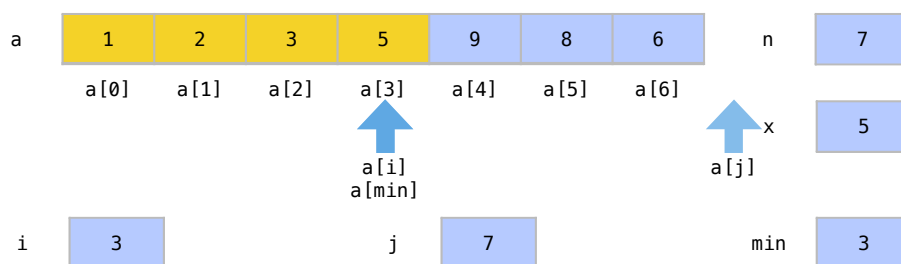 a 1 2 3 5 9 8 6 n 7
a[0] a[1] a[2] a[3] a[4] a[5] a[6]
x 5
a[i] a[j]
a[min]
i 3 j 7 min 3